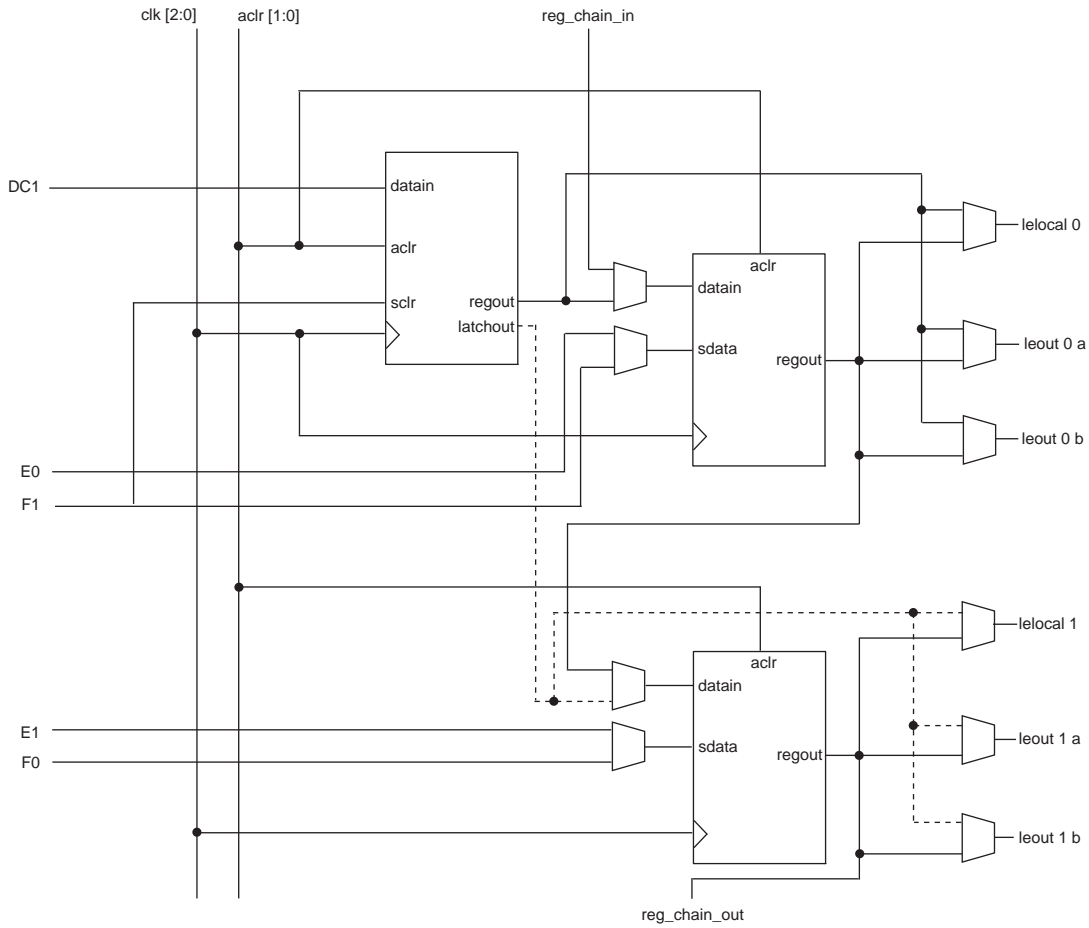 clk [2:0]
aclr [1:0]
reg_chain_in
DC1
datain
aclr
sclr
regout
latchout
aclr
datain
sdata
regout
lelocal 0
leout 0 a
leout 0 b
E0
F1
aclr
datain
sdata
regout
lelocal 1
leout 1 a
leout 1 b
E1
F0
reg_chain_out